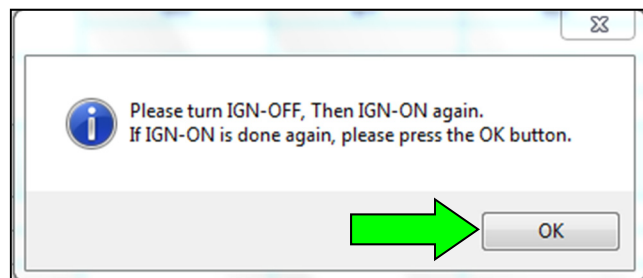 Please turn IGN-OFF, Then IGN-ON again.
If IGN-ON is done again, please press the OK button.
OK